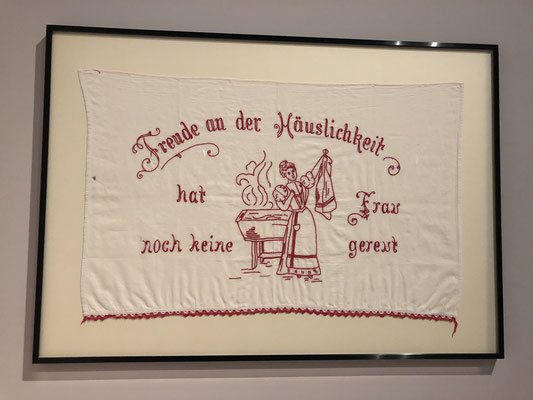 Freude an der Häuslichkeit
hat Frau
noch keine gereut